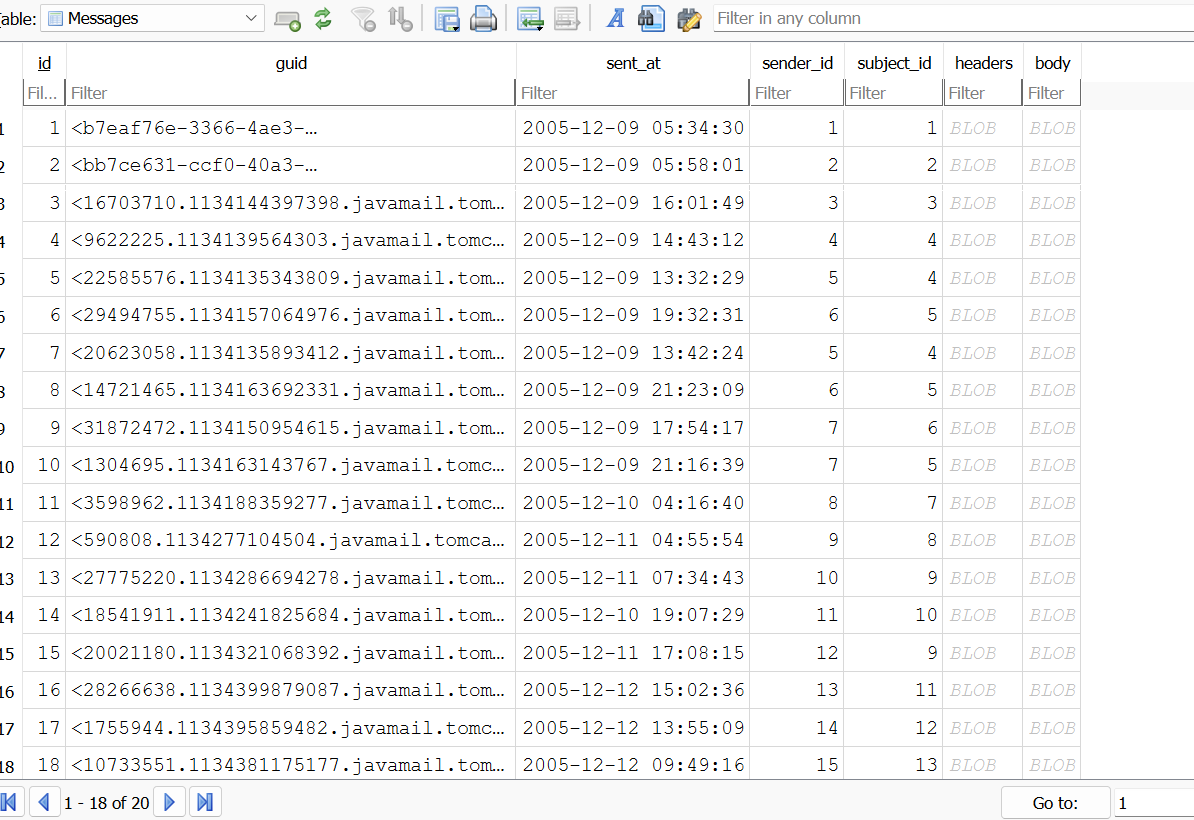 Table: Messages Filter in any column
id guid sent_at sender_id subject_id headers body
Fil... Filter Filter Filter Filter Filter Filter
1 1 <b7eaf76e-3366-4ae3-… 2005-12-09 05:34:30 1 1 BLOB BLOB
2 2 <bb7ce631-ccf0-40a3-… 2005-12-09 05:58:01 2 2 BLOB BLOB
3 3 <16703710.1134144397398.javamail.tom… 2005-12-09 16:01:49 3 3 BLOB BLOB
4 4 <9622225.1134139564303.javamail.tomc… 2005-12-09 14:43:12 4 4 BLOB BLOB
5 5 <22585576.1134135343809.javamail.tom… 2005-12-09 13:32:29 5 4 BLOB BLOB
6 6 <29494755.1134157064976.javamail.tom… 2005-12-09 19:32:31 6 5 BLOB BLOB
7 7 <20623058.1134135893412.javamail.tom… 2005-12-09 13:42:24 5 4 BLOB BLOB
8 8 <14721465.1134163692331.javamail.tom… 2005-12-09 21:23:09 6 5 BLOB BLOB
9 9 <31872472.1134150954615.javamail.tom… 2005-12-09 17:54:17 7 6 BLOB BLOB
10 10 <1304695.1134163143767.javamail.tomc… 2005-12-09 21:16:39 7 5 BLOB BLOB
11 11 <3598962.1134188359277.javamail.tomc… 2005-12-10 04:16:40 8 7 BLOB BLOB
12 12 <590808.1134277104504.javamail.tomca… 2005-12-11 04:55:54 9 8 BLOB BLOB
13 13 <27775220.1134286694278.javamail.tom… 2005-12-11 07:34:43 10 9 BLOB BLOB
14 14 <18541911.1134241825684.javamail.tom… 2005-12-10 19:07:29 11 10 BLOB BLOB
15 15 <20021180.1134321068392.javamail.tom… 2005-12-11 17:08:15 12 9 BLOB BLOB
16 16 <28266638.1134399879087.javamail.tom… 2005-12-12 15:02:36 13 11 BLOB BLOB
17 17 <1755944.1134395859482.javamail.tomc… 2005-12-12 13:55:09 14 12 BLOB BLOB
18 18 <10733551.1134381175177.javamail.tom… 2005-12-12 09:49:16 15 13 BLOB BLOB
1 - 18 of 20 Go to: 1